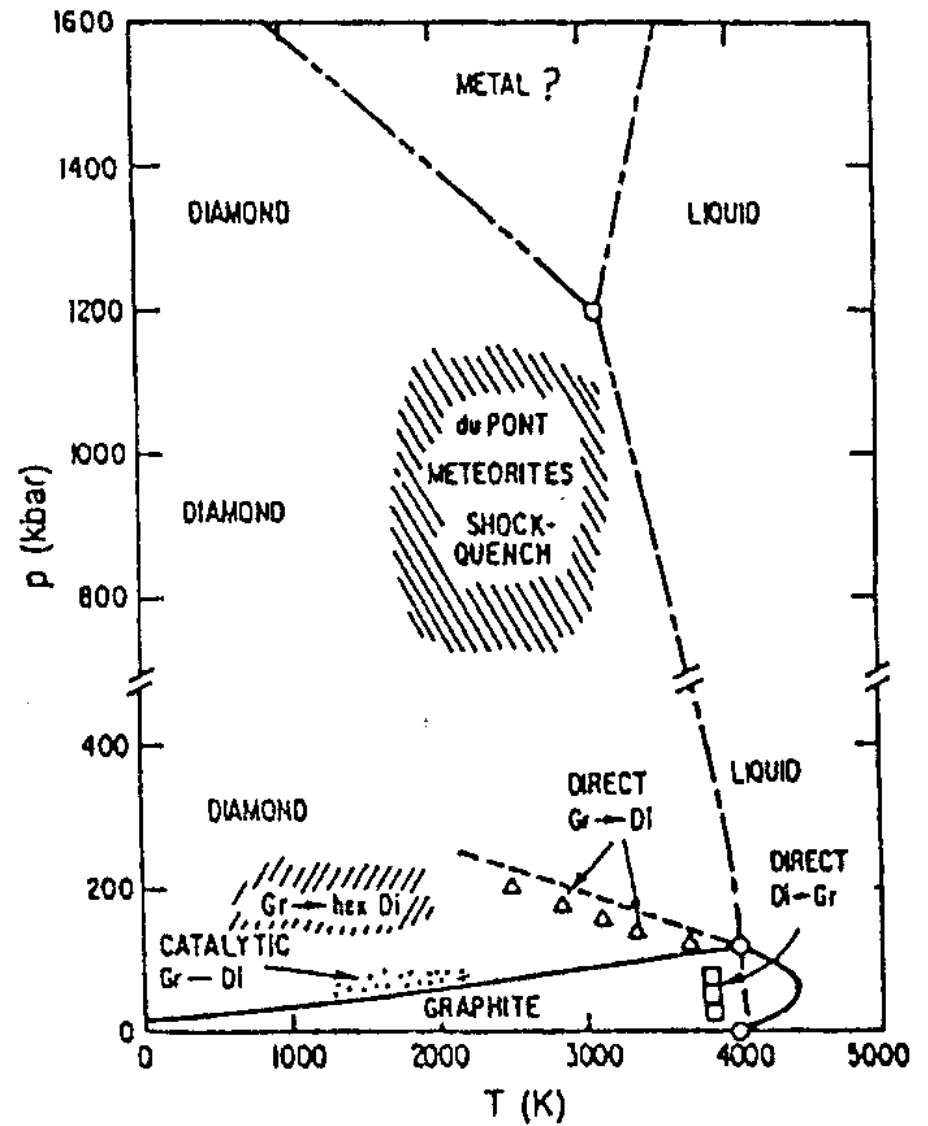 1600
METAL ?
1400
DIAMOND
LIQUID
1200
du PONT
1000
METEORITES
p (kbar)
DIAMOND
SHOCK-
QUENCH
800
400
LIQUID
DIRECT
Gr → Di
DIAMOND
DIRECT
Di → Gr
200
Gr → hex Di
CATALYTIC
Gr — Di
GRAPHITE
0
0 1000 2000 3000 4000 5000
T (K)